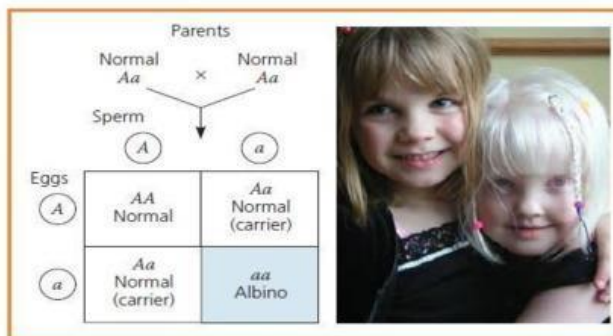 Parents
Normal Normal
Aa × Aa
Sperm
A a
Eggs
A
AA
Normal
Aa
Normal
(carrier)
a
Aa
Normal
(carrier)
aa
Albino